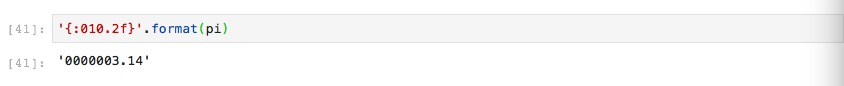 [41]: '{:010.2f}'.format(pi)
[41]: '0000003.14'